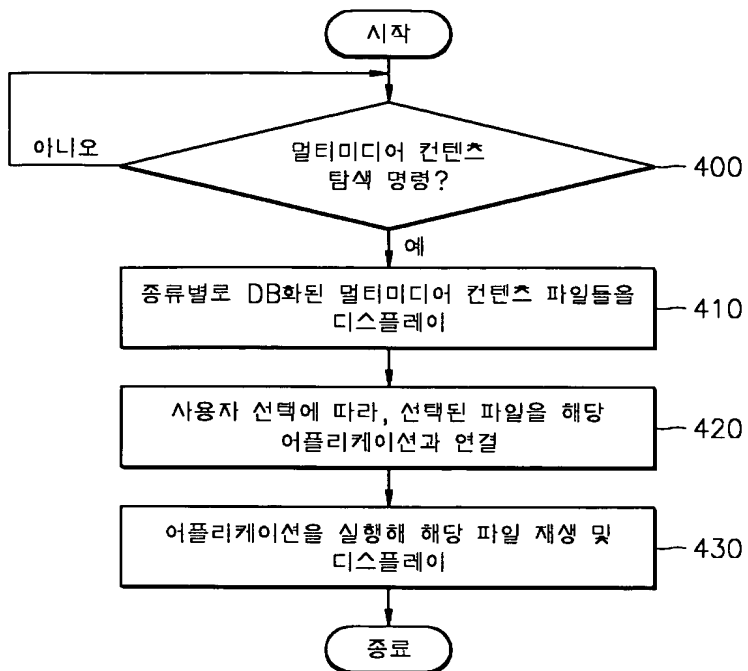 시작
아니오
멀티미디어 컨텐츠
탐색 명령?
400
예
종류별로 DB화된 멀티미디어 컨텐츠 파일들을
디스플레이
410
사용자 선택에 따라, 선택된 파일을 해당
어플리케이션과 연결
420
어플리케이션을 실행해 해당 파일 재생 및
디스플레이
430
종료